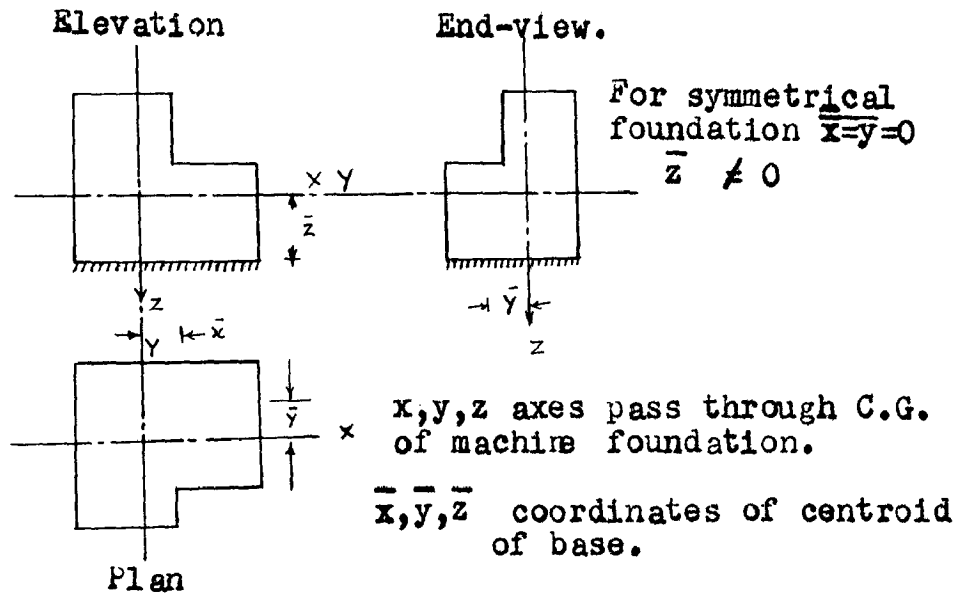 Elevation
End-view.
For symmetrical
foundation x̄=ȳ=0
z̄ ≠ 0
X Y
z̄
Z
ȳ
Z
x̄
Y
ȳ
x
x,y,z axes pass through C.G.
of machine foundation.
x̄,ȳ,z̄ coordinates of centroid
of base.
Plan